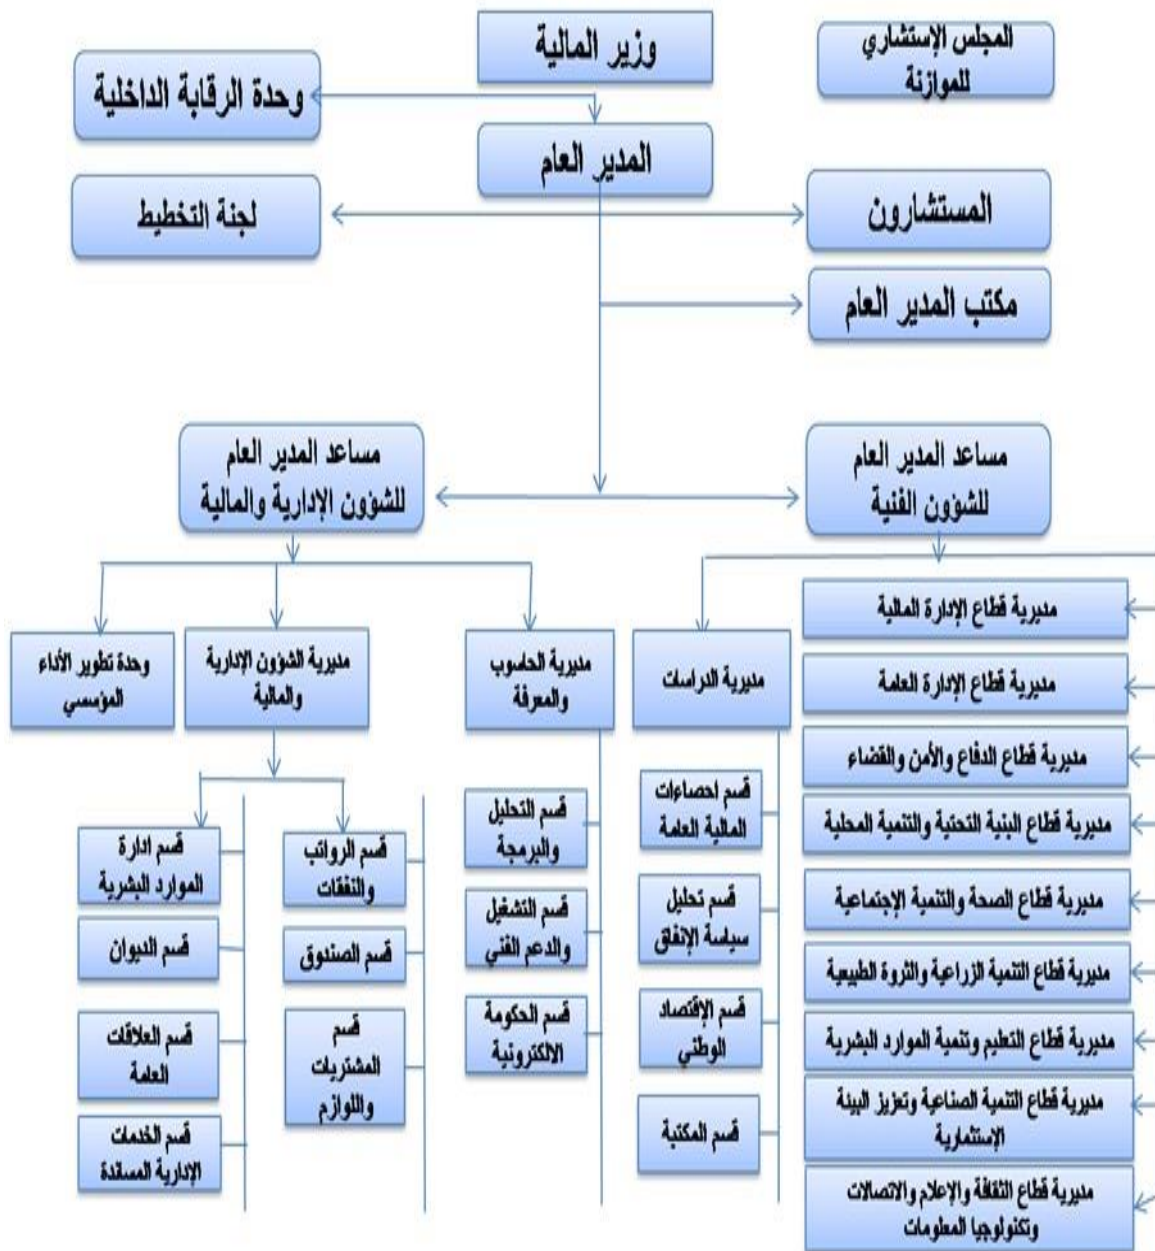 وزير المالية
المجلس الإستشاري
للموازنة
وحدة الرقابة الداخلية
المدير العام
المستشارون
لجنة التخطيط
مكتب المدير العام
مساعد المدير العام
للشؤون الفنية
مساعد المدير العام
للشؤون الإدارية والمالية
مديرية قطاع الإدارة المالية
مديرية قطاع الإدارة العامة
مديرية قطاع الدفاع والأمن والقضاء
مديرية قطاع البنية التحتية والتنمية المحلية
مديرية قطاع الصحة والتنمية الإجتماعية
مديرية قطاع التنمية الزراعية والثروة الطبيعية
مديرية قطاع التعليم وتنمية الموارد البشرية
مديرية قطاع التنمية الصناعية وتعزيز البيئة
الإستثمارية
مديرية قطاع الثقافة والإعلام والاتصالات
وتكنولوجيا المعلومات
مديرية الدراسات
قسم احصاءات
المالية العامة
قسم تحليل
سياسة الإنفاق
قسم الإقتصاد
الوطني
قسم المكتبة
مديرية الحاسوب
والمعرفة
قسم التحليل
والبرمجة
قسم التشغيل
والدعم الفني
قسم الحكومة
الالكترونية
مديرية الشؤون الإدارية
والمالية
قسم الرواتب
والنفقات
قسم الصندوق
قسم
المشتريات
واللوازم
قسم ادارة
الموارد البشرية
قسم الديوان
قسم العلاقات
العامة
قسم الخدمات
الإدارية المساندة
وحدة تطوير الأداء
المؤسسي